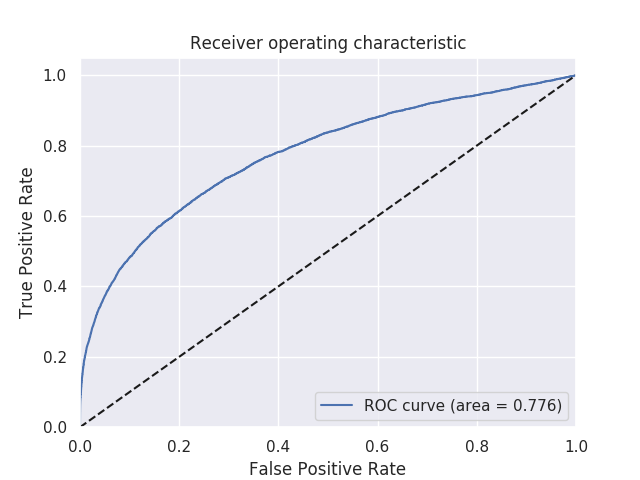 Receiver operating characteristic
1.0
0.8
0.6
0.4
0.2
0.0
True Positive Rate
ROC curve (area = 0.776)
0.0 0.2 0.4 0.6 0.8 1.0
False Positive Rate